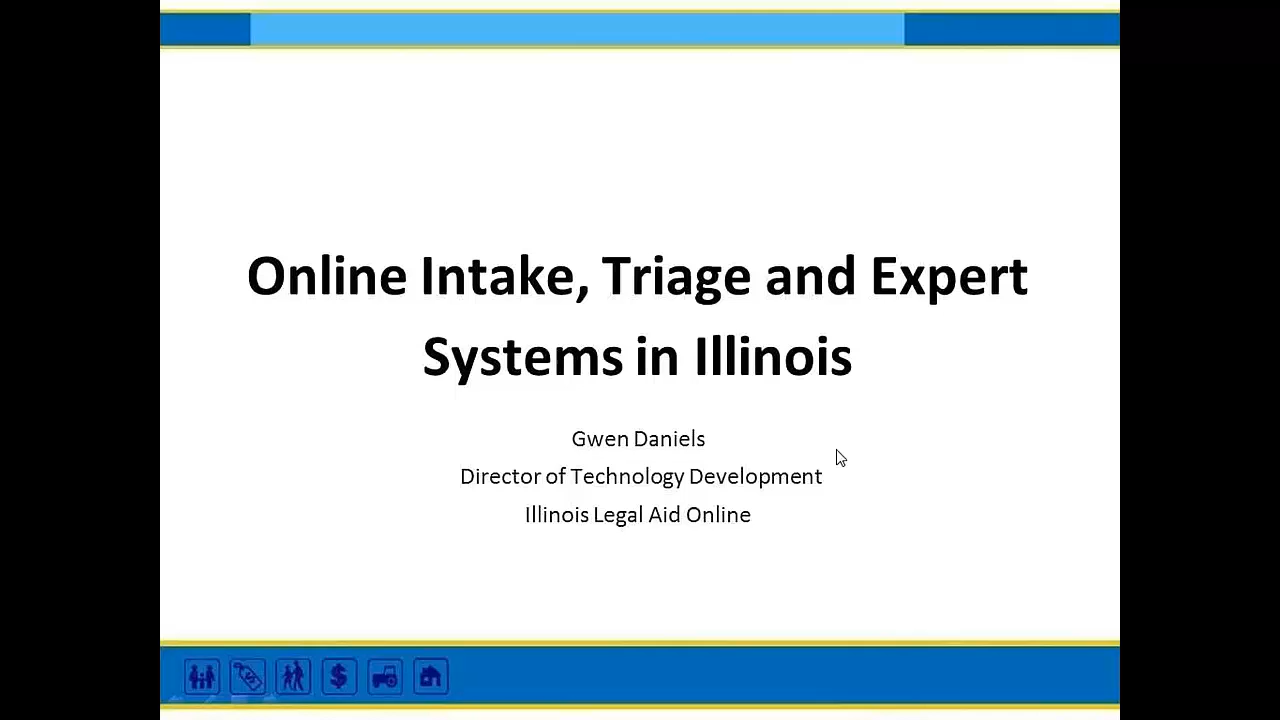 Online Intake, Triage and Expert
Systems in Illinois
Gwen Daniels
Director of Technology Development
Illinois Legal Aid Online
$